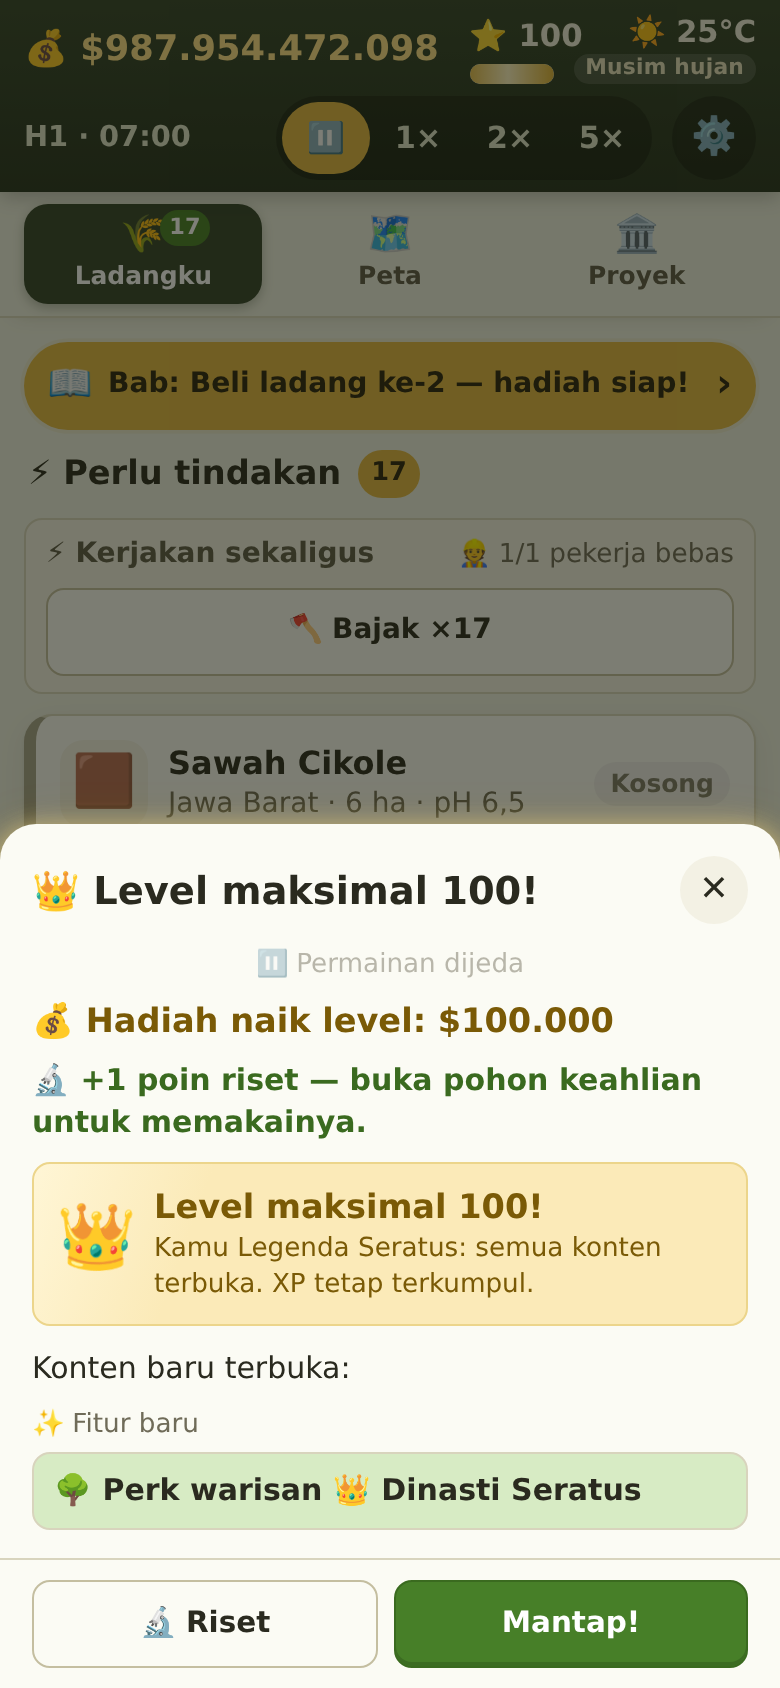 💰 $987.954.472.098
⭐ 100
☀️ 25°C
Musim hujan
H1 · 07:00
⏸️ 1× 2× 5× ⚙️
🌾 17
Ladangku
🗺️
Peta
🏛️
Proyek
📖 Bab: Beli ladang ke-2 — hadiah siap! ›
⚡ Perlu tindakan 17
⚡ Kerjakan sekaligus
👷 1/1 pekerja bebas
🪓 Bajak ×17
Sawah Cikole
Jawa Barat · 6 ha · pH 6,5
Kosong
👑 Level maksimal 100! ✕
⏸️ Permainan dijeda
💰 Hadiah naik level: $100.000
🔬 +1 poin riset — buka pohon keahlian
untuk memakainya.
👑 Level maksimal 100!
Kamu Legenda Seratus: semua konten
terbuka. XP tetap terkumpul.
Konten baru terbuka:
✨ Fitur baru
🌳 Perk warisan 👑 Dinasti Seratus
🔬 Riset
Mantap!